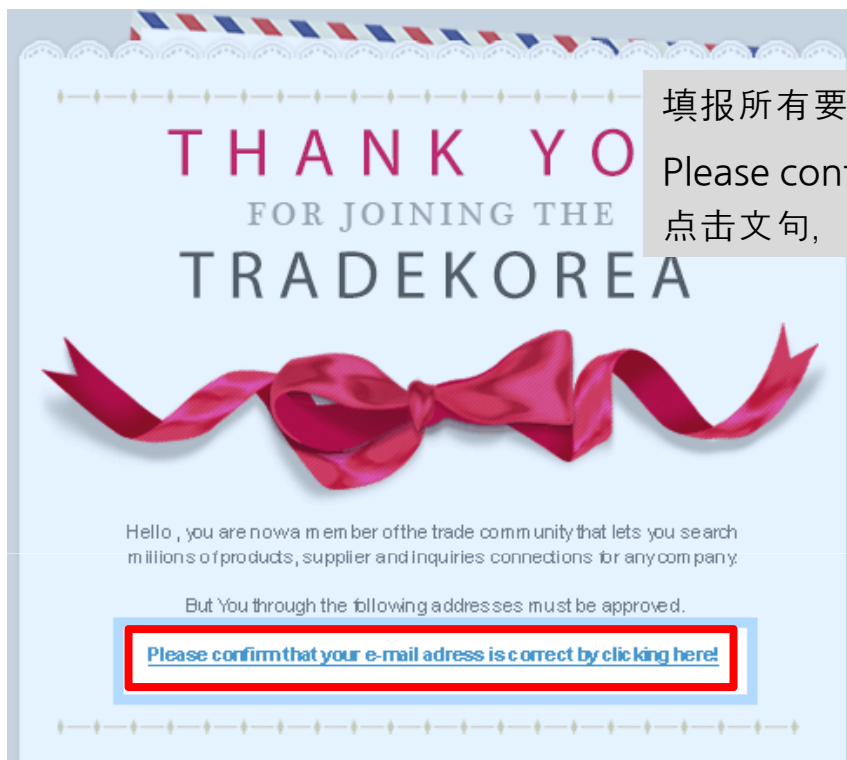 THANK YO
FOR JOINING THE
TRADEKOREA
填报所有要
Please con
点击文句,
Hello , you are now a member of the trade community that lets you search
millions of products, supplier and inquiries connections for any company.
But You through the following addresses must be approved.
Please confirm that your e-mail adress is correct by clicking here!